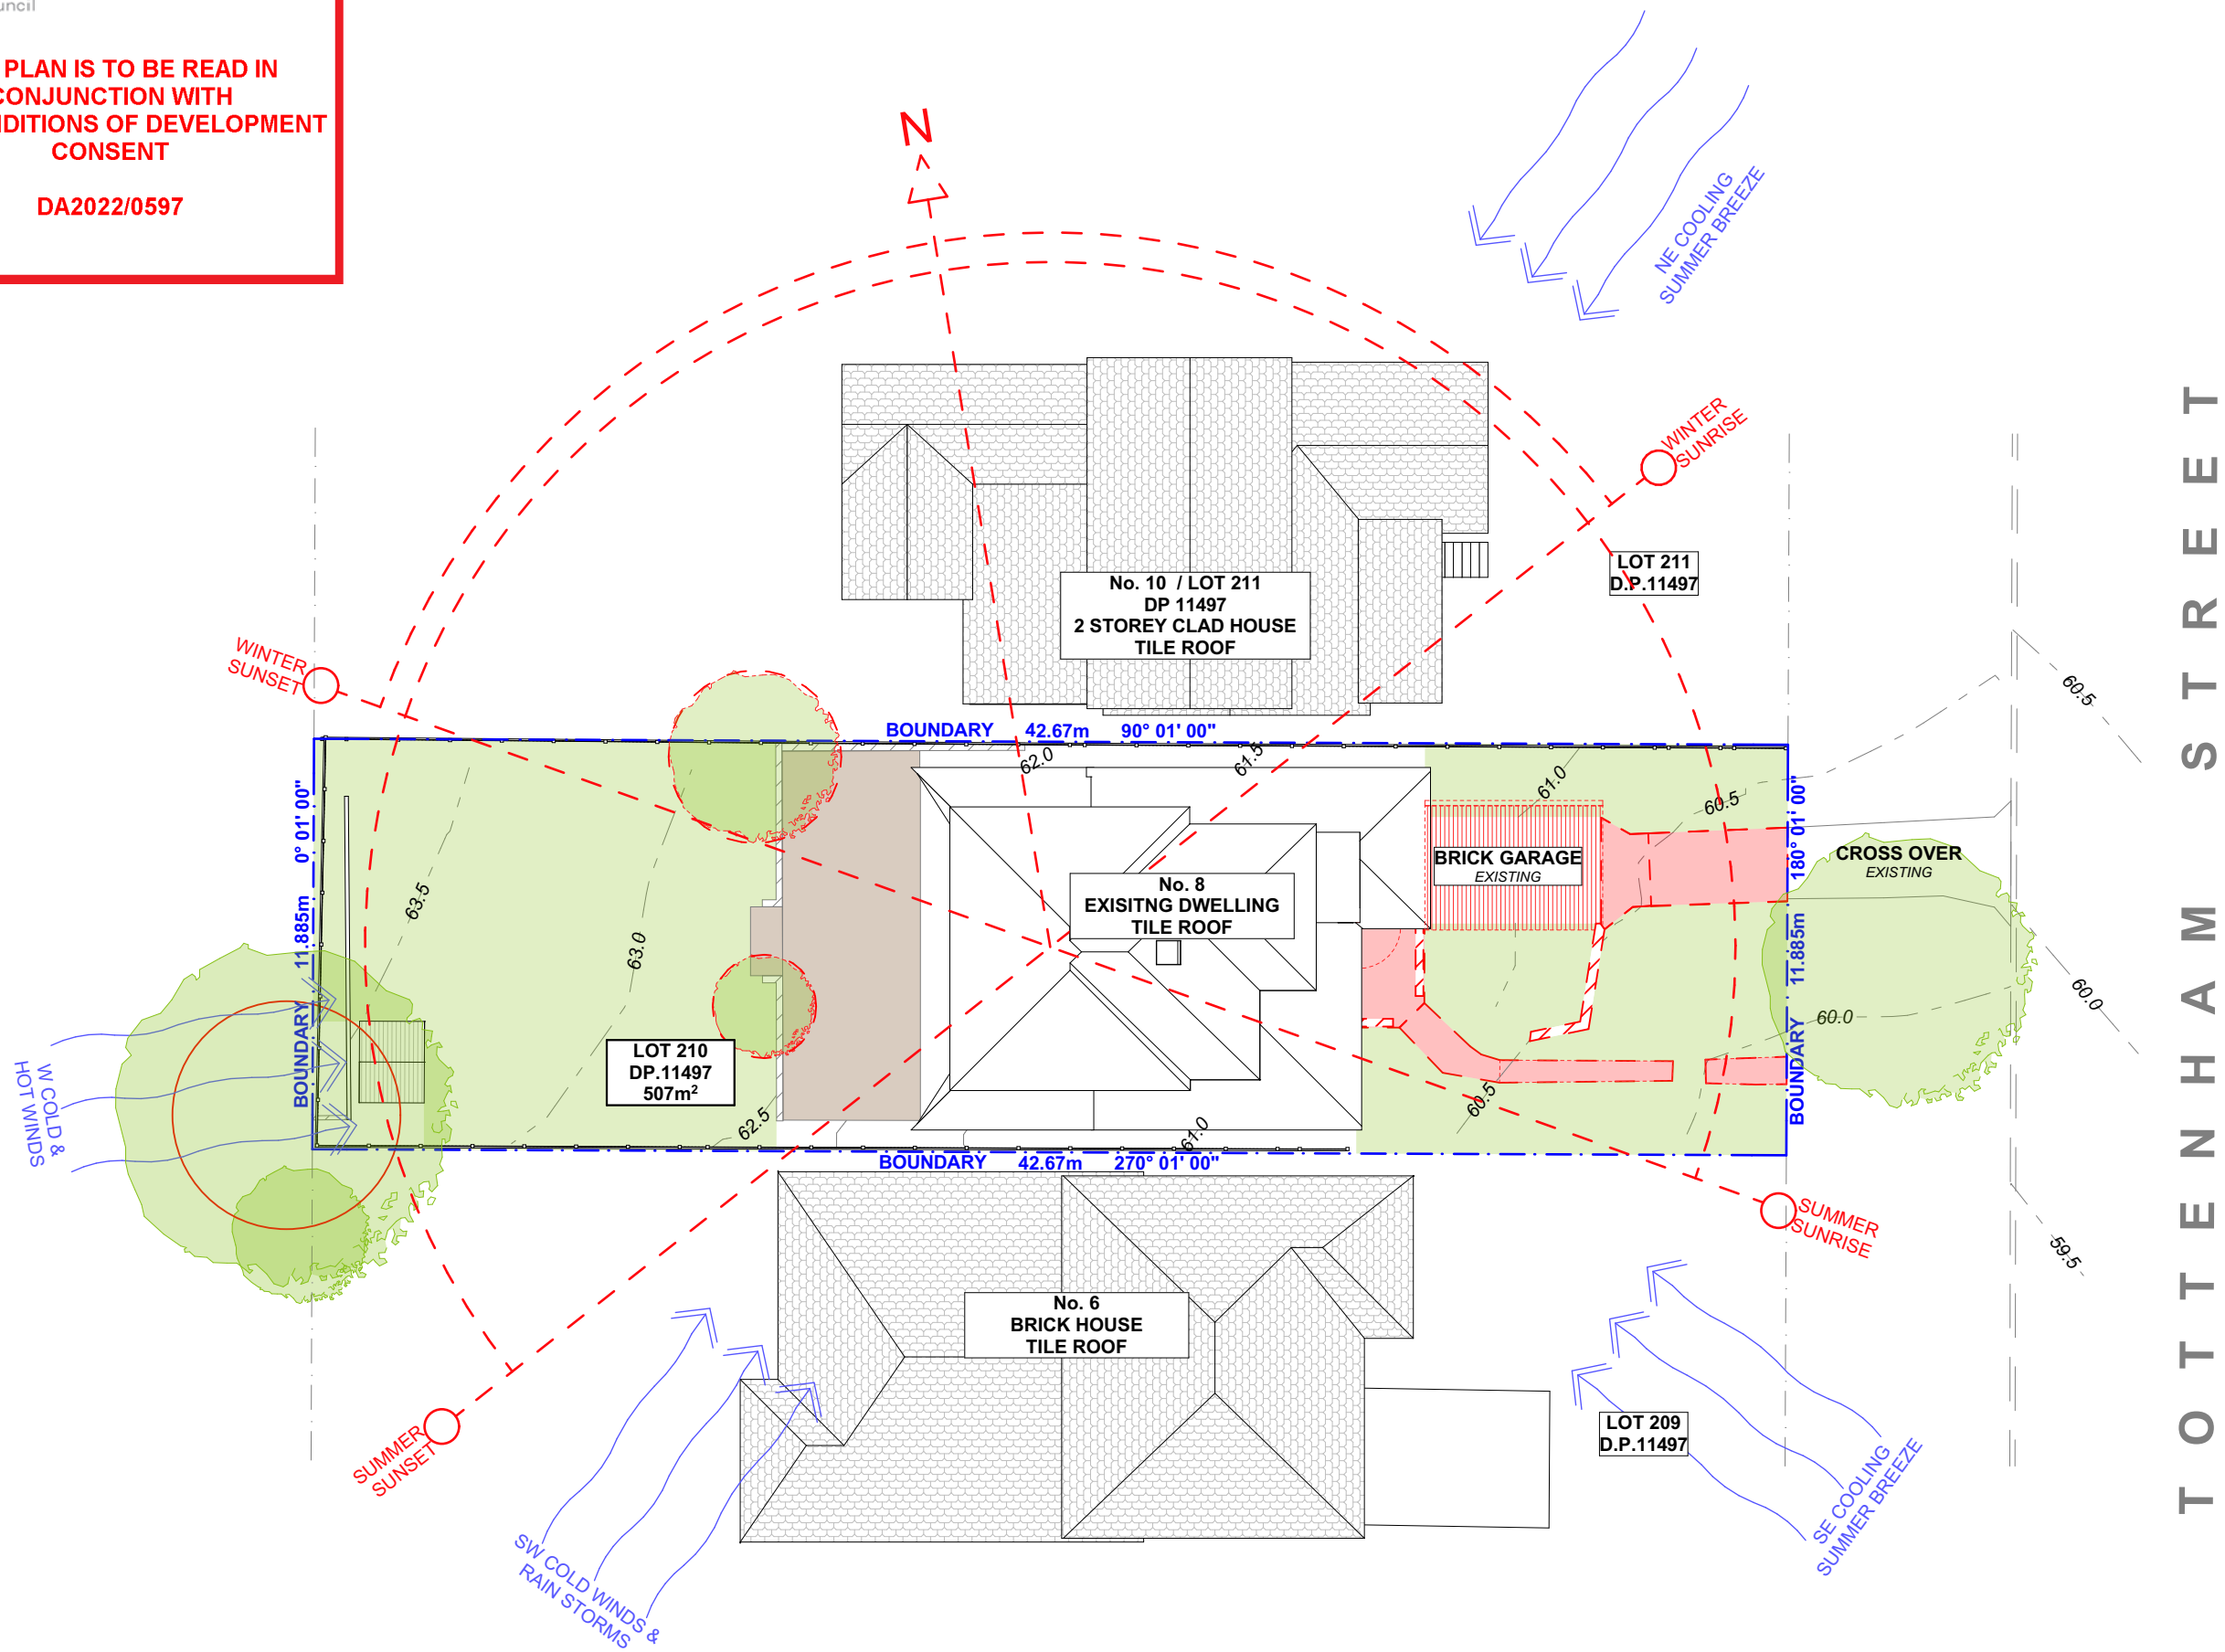 PLAN IS TO BE READ IN
CONJUNCTION WITH
OF DEVELOPMENT
CONSENT
DA2022/0597
N
NE COOLING
SUMMER BREEZE
WINTER
SUNRISE
LOT 211
D.P.11497
No. 10 / LOT 211
DP 11497
2 STOREY CLAD HOUSE
TILE ROOF
WINTER
SUNSET
BOUNDARY 42.67m 90° 01' 00"
60.5
62.0
61.5
61.0
60.5
BOUNDARY 11.885m 0° 01' 00"
63.5
63.0
BRICK GARAGE
EXISTING
CROSS OVER
EXISTING
No. 8
EXISITNG DWELLING
TILE ROOF
BOUNDARY 11.885m 180° 01' 00"
60.0
60.0
LOT 210
DP.11497
507m²
62.5
61.0
60.5
W COLD &
HOT WINDS
BOUNDARY 42.67m 270° 01' 00"
SUMMER
SUNRISE
59.5
No. 6
BRICK HOUSE
TILE ROOF
LOT 209
D.P.11497
SUMMER
SUNSET
SW COLD WINDS &
RAIN STORMS
SE COOLING
SUMMER BREEZE
TOTTENHAM STREET